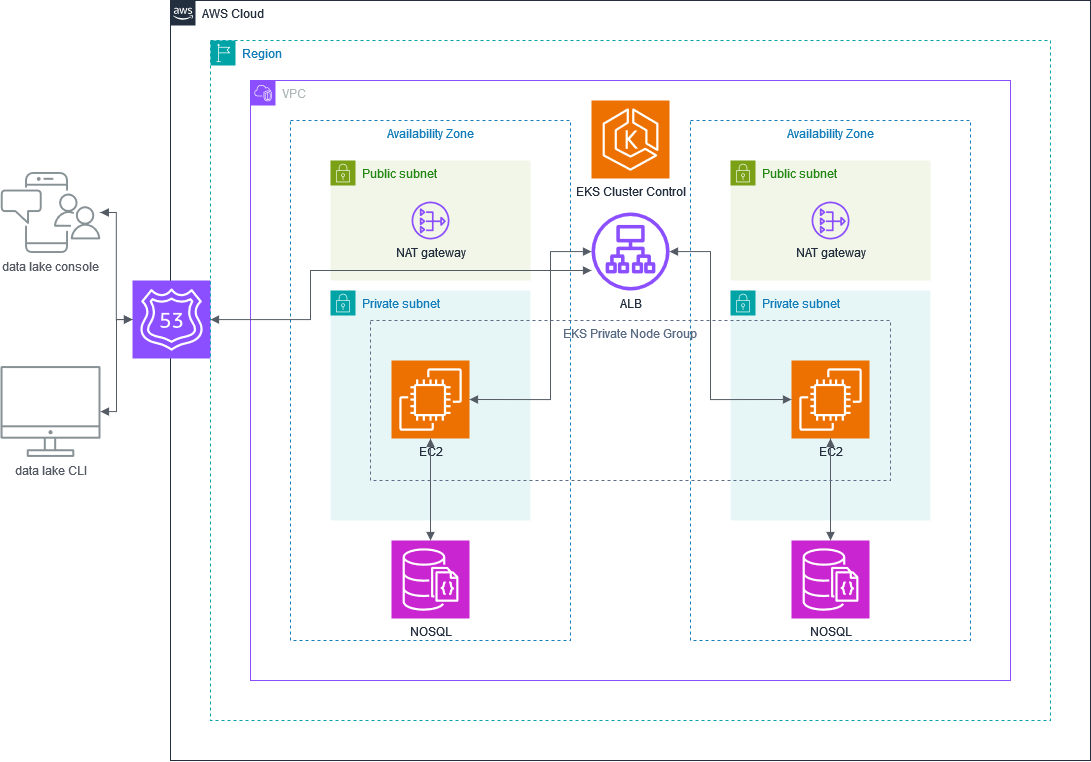 aws
AWS Cloud
Region
VPC
Availability Zone
Availability Zone
K
Public subnet
Public subnet
EKS Cluster Control
NAT gateway
NAT gateway
data lake console
ALB
Private subnet
Private subnet
53
EKS Private Node Group
EC2
EC2
data lake CLI
{}
{}
NOSQL
NOSQL